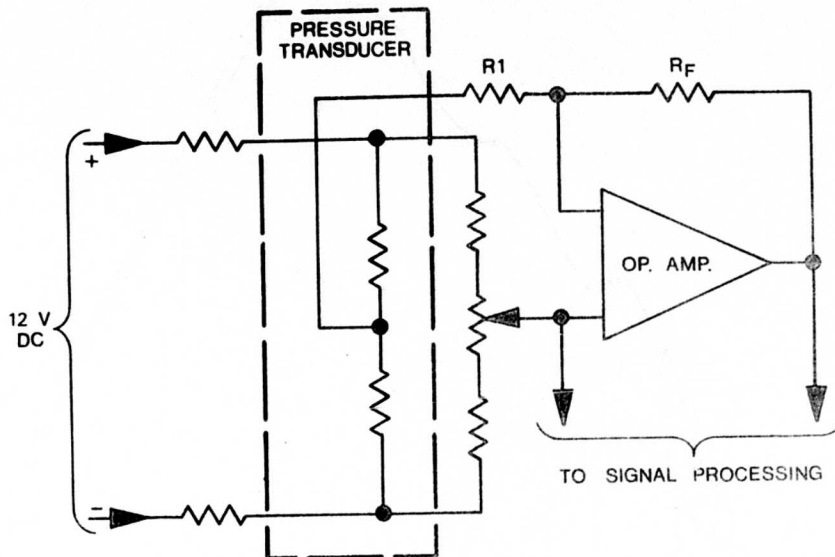 PRESSURE
TRANSDUCER
R1
RF
+
12 V
DC
OP. AMP.
−
TO SIGNAL PROCESSING